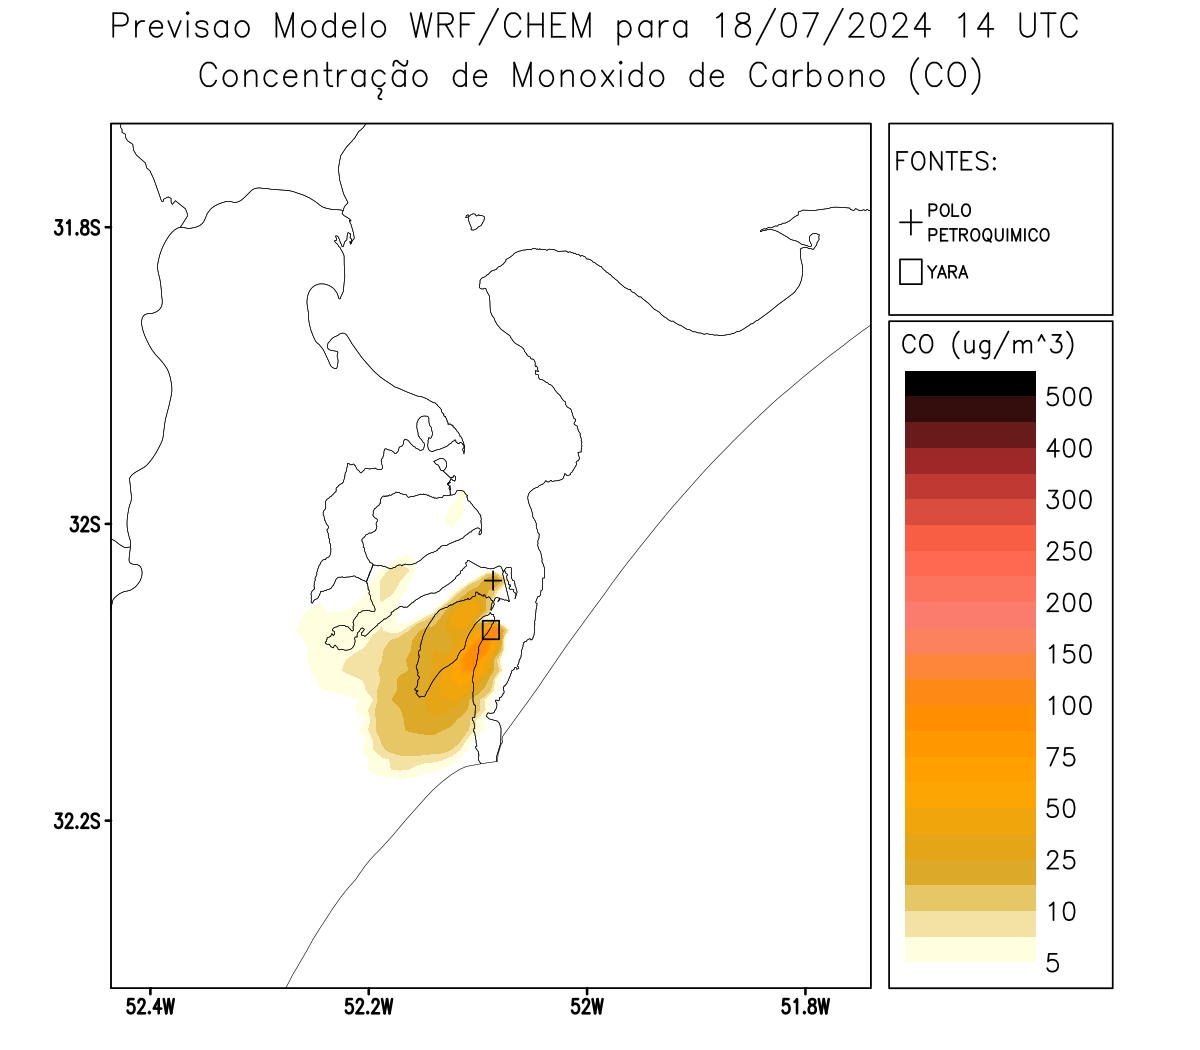 Previsao Modelo WRF/CHEM para 18/07/2024 14 UTC
Concentração de Monoxido de Carbono (CO)
FONTES:
POLO
PETROQUIMICO
YARA
CO (ug/m^3)
500
400
300
250
200
150
100
75
50
25
10
5
31.8S
32S
32.2S
52.4W
52.2W
52W
51.8W